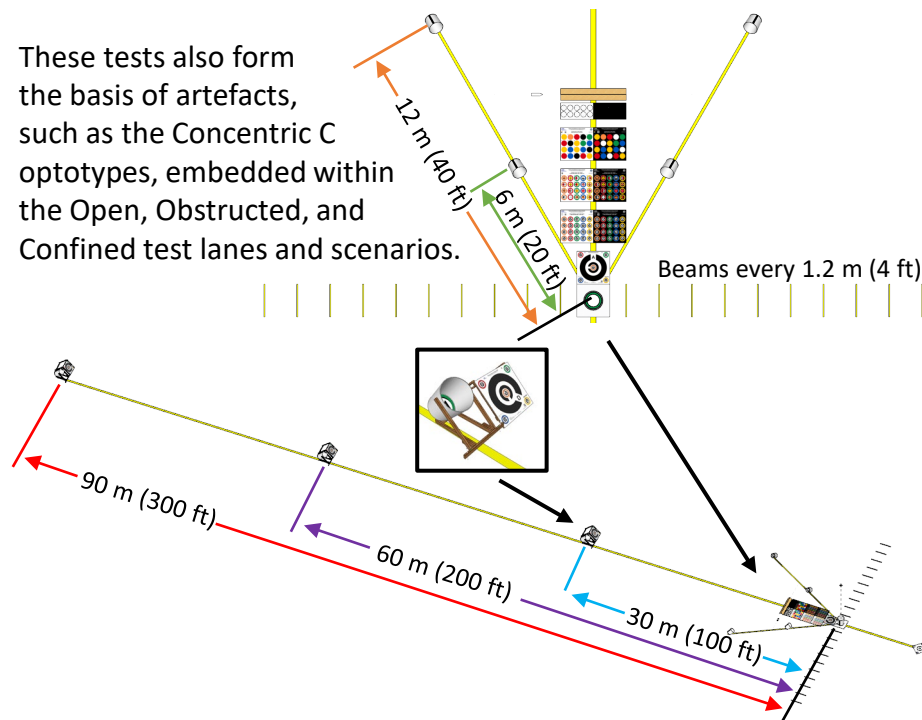 These tests also form
the basis of artefacts,
such as the Concentric C
optotypes, embedded within
the Open, Obstructed, and
Confined test lanes and scenarios.
12 m (40 ft)
6 m (20 ft)
Beams every 1.2 m (4 ft)
90 m (300 ft)
60 m (200 ft)
30 m (100 ft)